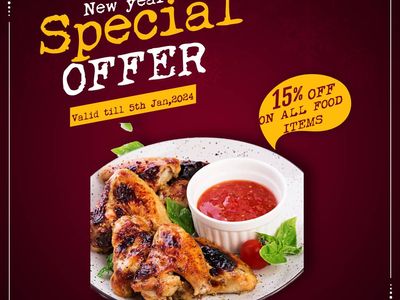 New year
Special
OFFER
Valid till 5th Jan,2024
15% OFF
ON ALL FOOD
ITEMS